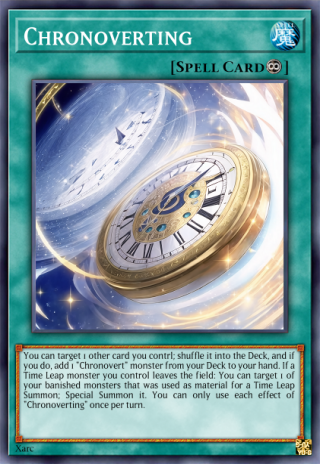 Chronoverting
魔
[Spell Card]
You can target 1 other card you contrl; shuffle it into the Deck, and if
you do, add 1 "Chronovert" monster from your Deck to your hand. If a
Time Leap monster you control leaves the field: You can target 1 of
your banished monsters that was used as material for a Time Leap
Summon; Special Summon it. You can only use each effect of
"Chronoverting" once per turn.
Xarc